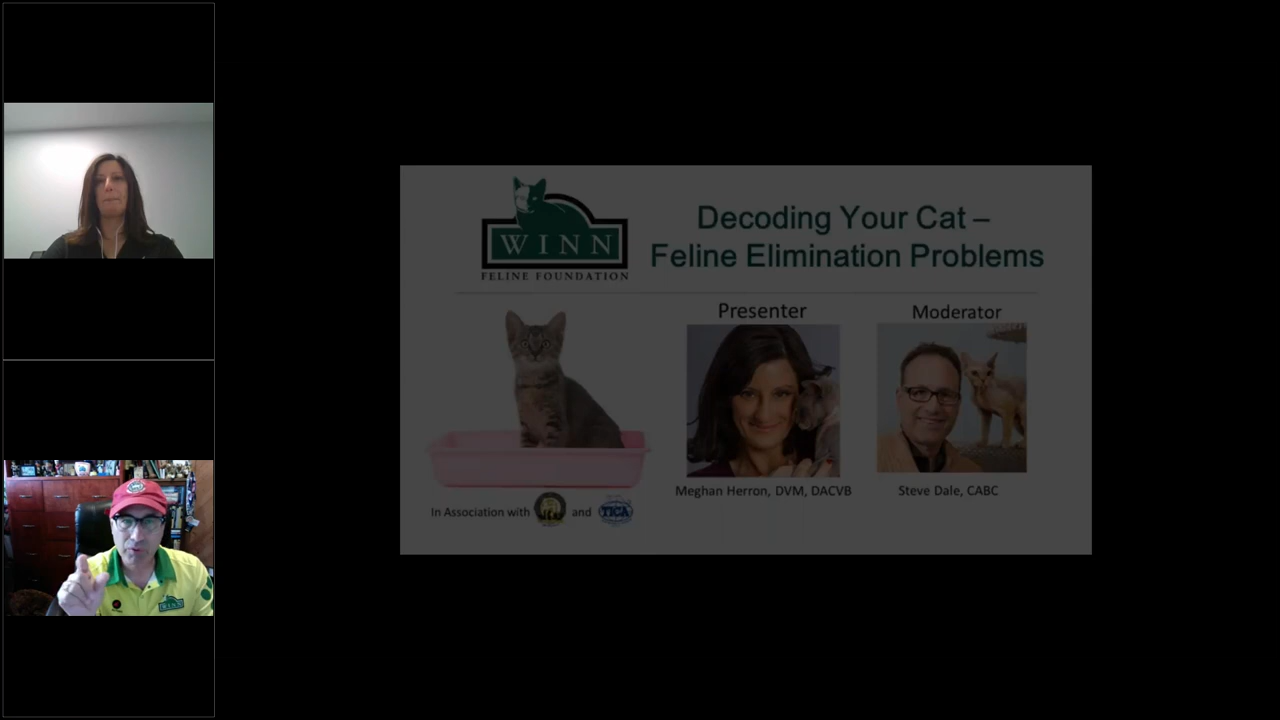 WINN
FELINE FOUNDATION
Decoding Your Cat –
Feline Elimination Problems
Presenter
Moderator
Meghan Herron, DVM, DACVB
Steve Dale, CABC
In Association with
and
TICA
WINN